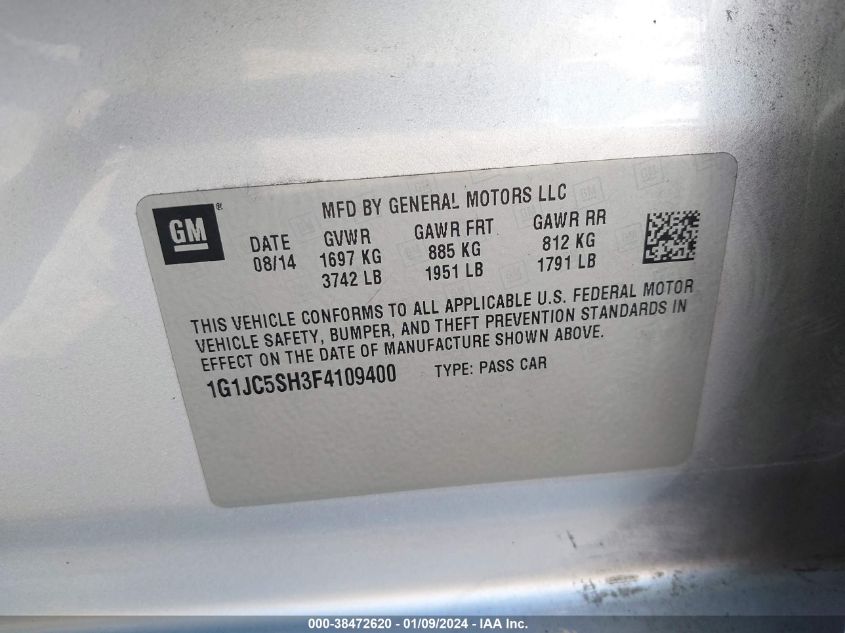 GM ®
MFD BY GENERAL MOTORS LLC
DATE GVWR GAWR FRT GAWR RR
08/14 1697 KG 885 KG 812 KG
3742 LB 1951 LB 1791 LB
THIS VEHICLE CONFORMS TO ALL APPLICABLE U.S. FEDERAL MOTOR
VEHICLE SAFETY, BUMPER, AND THEFT PREVENTION STANDARDS IN
EFFECT ON THE DATE OF MANUFACTURE SHOWN ABOVE.
1G1JC5SH3F4109400 TYPE: PASS CAR
000-38472620 - 01/09/2024 - IAA Inc.